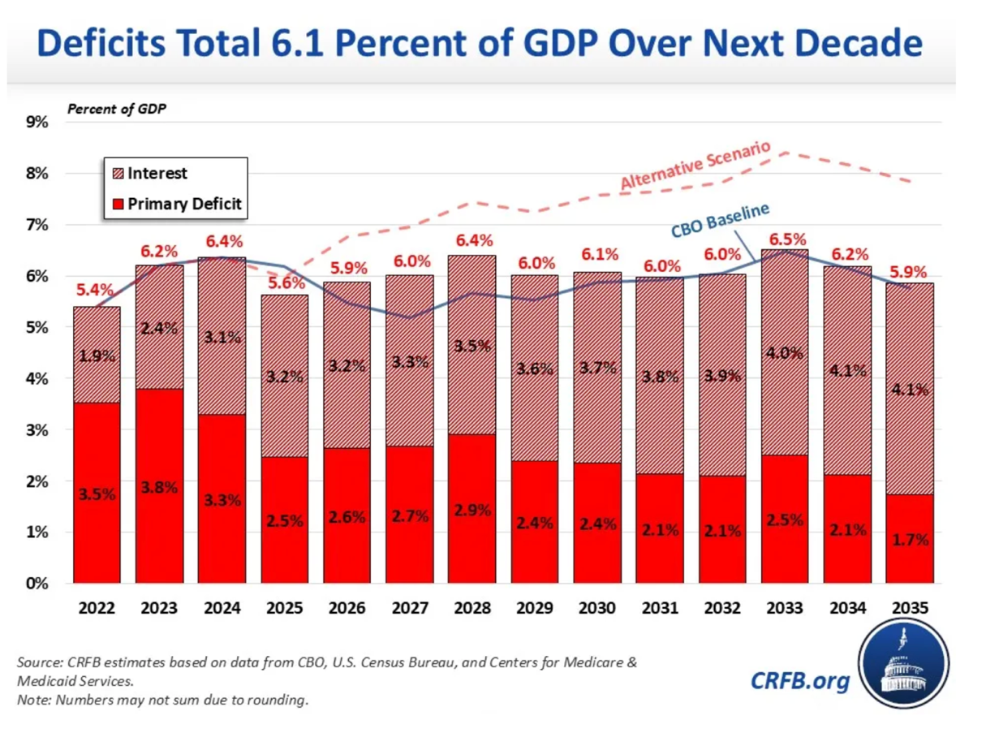 Deficits Total 6.1 Percent of GDP Over Next Decade
Percent of GDP
9%
8%
7%
6%
5%
4%
3%
2%
1%
0%
Interest
Primary Deficit
Alternative Scenario
CBO Baseline
5.4% 6.2% 6.4% 5.6% 5.9% 6.0% 6.4% 6.0% 6.1% 6.0% 6.0% 6.5% 6.2% 5.9%
1.9% 2.4% 3.1% 3.2% 3.2% 3.3% 3.5% 3.6% 3.7% 3.8% 3.9% 4.0% 4.1% 4.1%
3.5% 3.8% 3.3% 2.5% 2.6% 2.7% 2.9% 2.4% 2.4% 2.1% 2.1% 2.5% 2.1% 1.7%
2022 2023 2024 2025 2026 2027 2028 2029 2030 2031 2032 2033 2034 2035
Source: CRFB estimates based on data from CBO, U.S. Census Bureau, and Centers for Medicare &
Medicaid Services.
Note: Numbers may not sum due to rounding.
CRFB.org